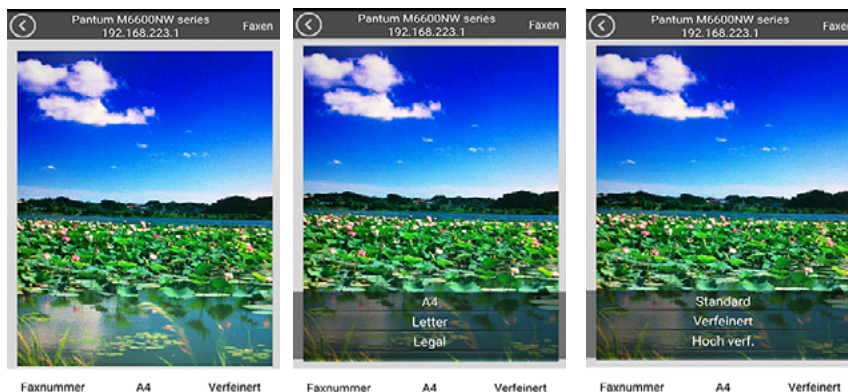 Pantum M6600NW series
192.168.223.1
Faxen
Faxnummer A4 Verfeinert
Pantum M6600NW series
192.168.223.1
Faxen
A4
Letter
Legal
Faxnummer A4 Verfeinert
Pantum M6600NW series
192.168.223.1
Faxen
Standard
Verfeinert
Hoch verf.
Faxnummer A4 Verfeinert